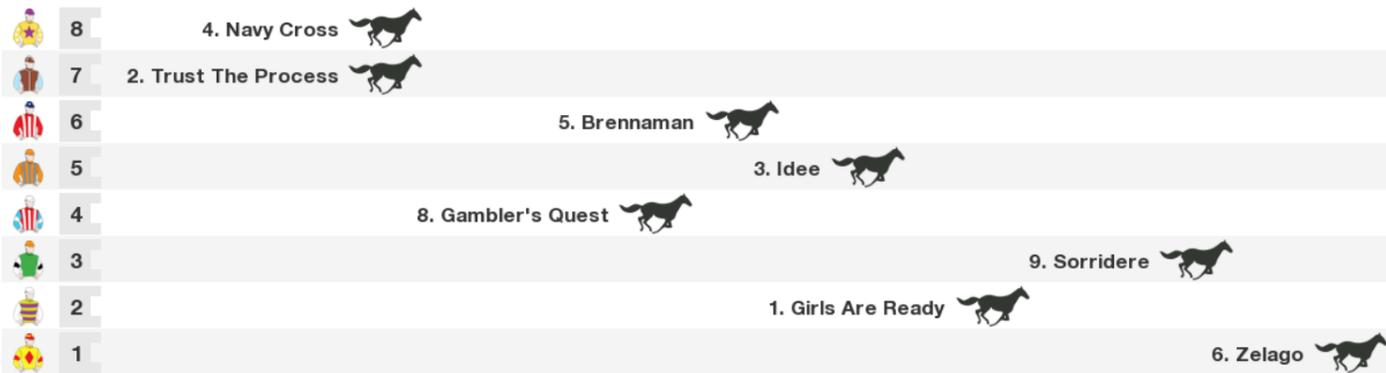 8 4. Navy Cross
7 2. Trust The Process
6 5. Brennaman
5 3. Idee
4 8. Gambler's Quest
3 9. Sorridere
2 1. Girls Are Ready
1 6. Zelago